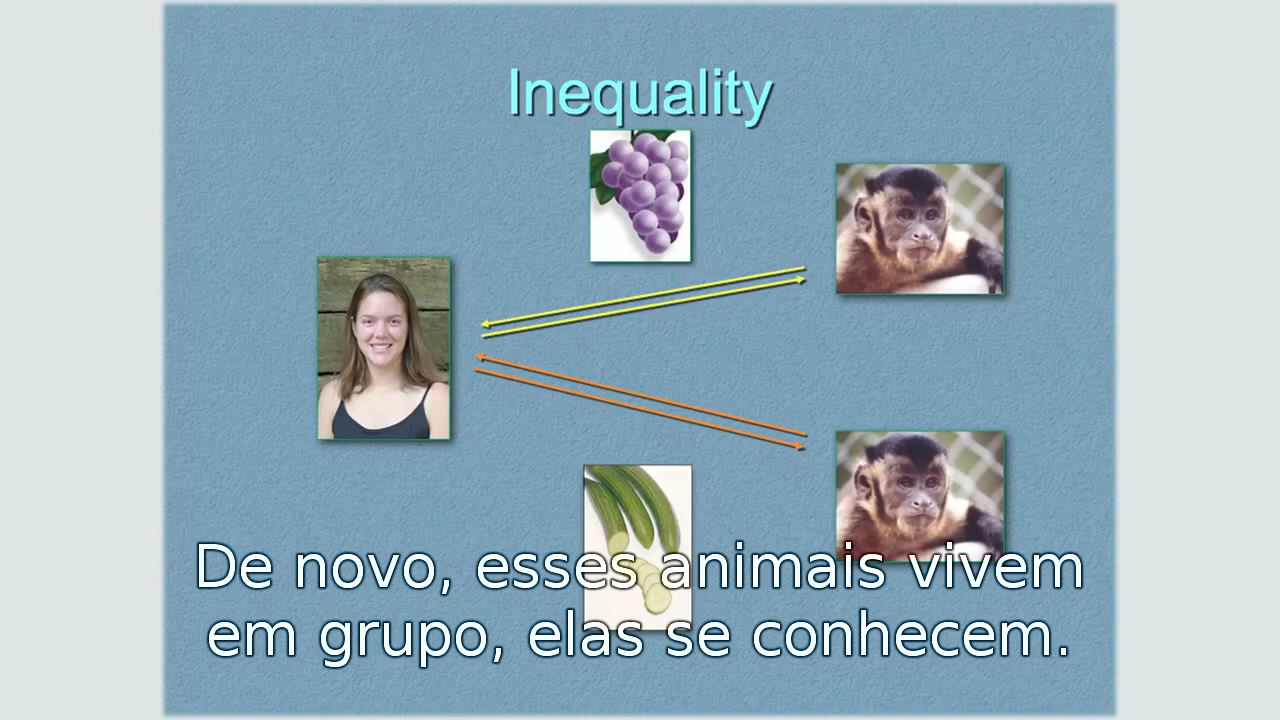 Inequality
De novo, esses animais vivem
em grupo, elas se conhecem.